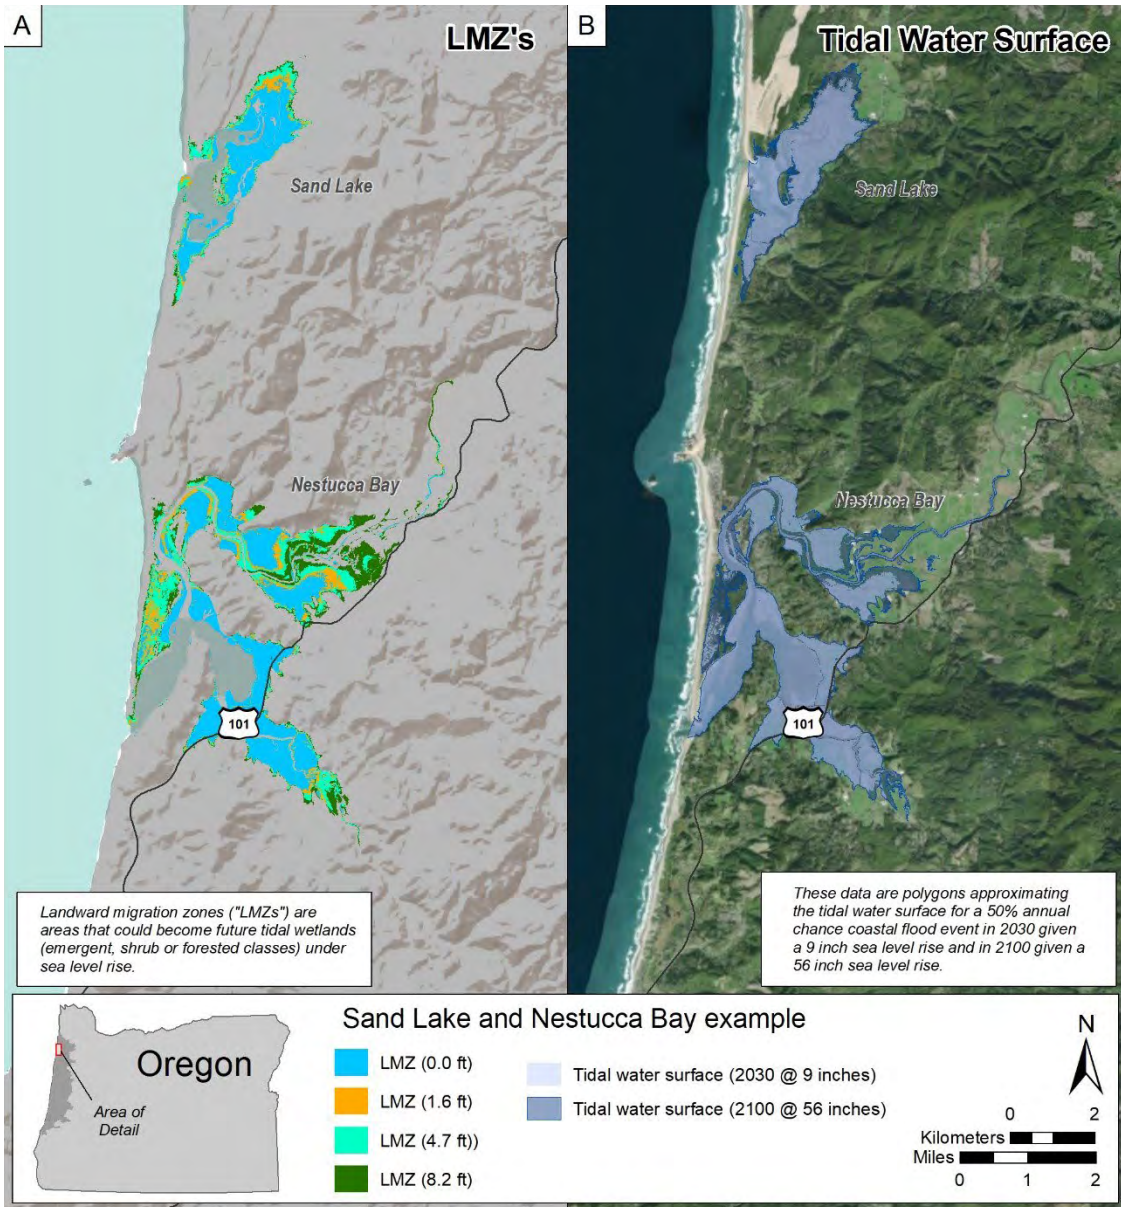 A
LMZ's
Sand Lake
Nestucca Bay
101
Landward migration zones ("LMZs") are
areas that could become future tidal wetlands
(emergent, shrub or forested classes) under
sea level rise.
B
Tidal Water Surface
Sand Lake
Nestucca Bay
101
These data are polygons approximating
the tidal water surface for a 50% annual
chance coastal flood event in 2030 given
a 9 inch sea level rise and in 2100 given a
56 inch sea level rise.
Oregon
Area of
Detail
Sand Lake and Nestucca Bay example
LMZ (0.0 ft)
LMZ (1.6 ft)
LMZ (4.7 ft))
LMZ (8.2 ft)
Tidal water surface (2030 @ 9 inches)
Tidal water surface (2100 @ 56 inches)
N
0 2
Kilometers
Miles
0 1 2